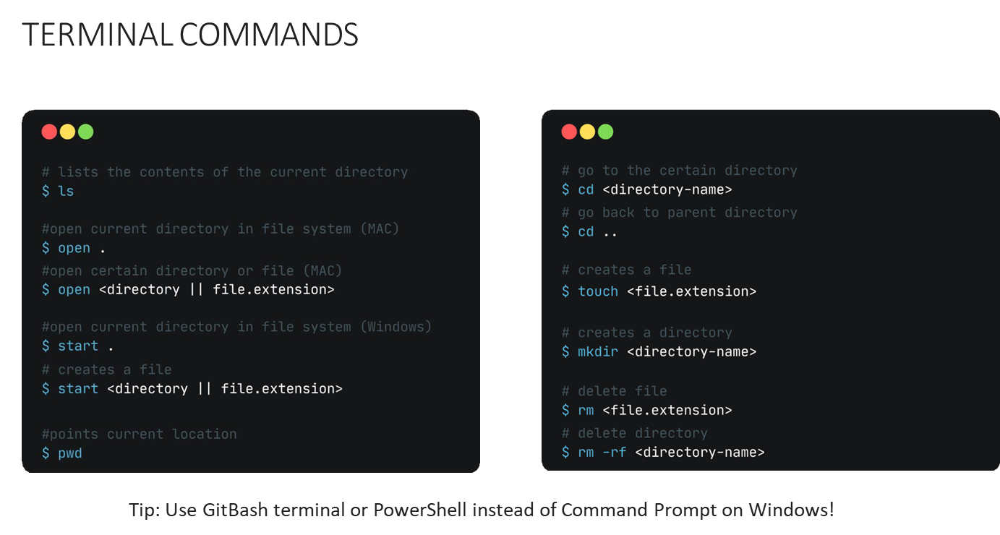 TERMINAL COMMANDS
# lists the contents of the current directory
$ ls
#open current directory in file system (MAC)
$ open .
#open certain directory or file (MAC)
$ open <directory || file.extension>
#open current directory in file system (Windows)
$ start .
# creates a file
$ start <directory || file.extension>
#points current location
$ pwd
# go to the certain directory
$ cd <directory-name>
# go back to parent directory
$ cd ..
# creates a file
$ touch <file.extension>
# creates a directory
$ mkdir <directory-name>
# delete file
$ rm <file.extension>
# delete directory
$ rm -rf <directory-name>
Tip: Use GitBash terminal or PowerShell instead of Command Prompt on Windows!